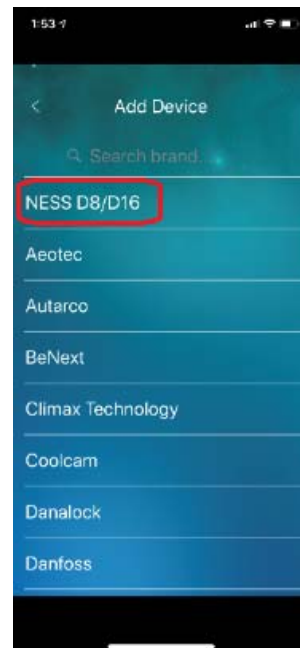 1:53
Add Device
Search brand...
NESS D8/D16
Aeotec
Autarco
BeNext
Climax Technology
Coolcam
Danalock
Danfoss